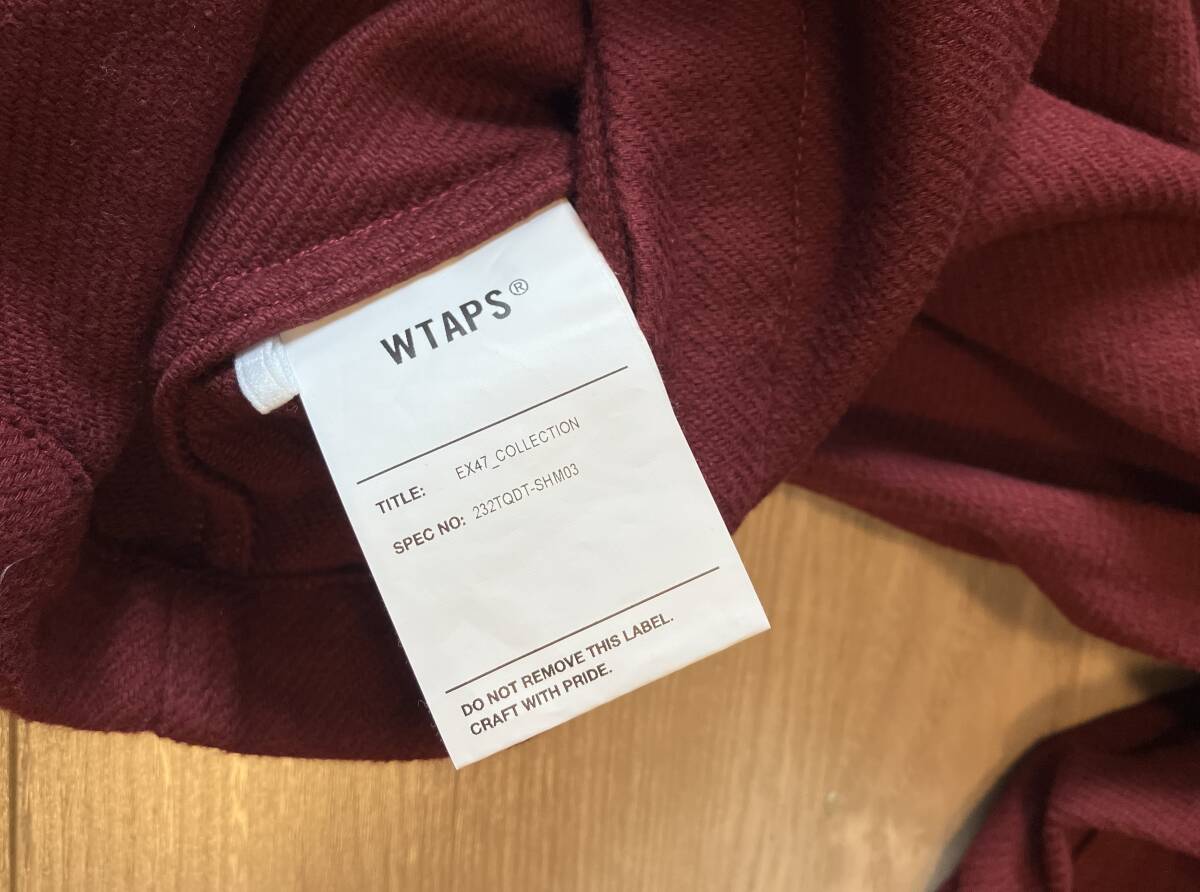 WTAPS®
TITLE: EX47_COLLECTION
SPEC NO: 232TQDT-SHM03
DO NOT REMOVE THIS LABEL.
CRAFT WITH PRIDE.